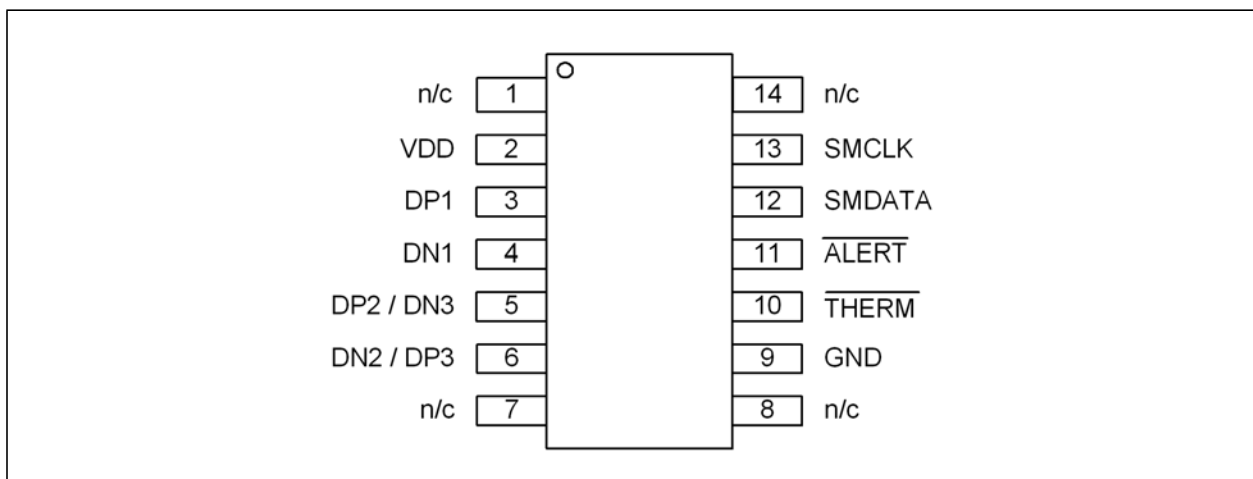 n/c 1 14 n/c
VDD 2 13 SMCLK
DP1 3 12 SMDATA
DN1 4 11 ALERT
DP2 / DN3 5 10 THERM
DN2 / DP3 6 9 GND
n/c 7 8 n/c